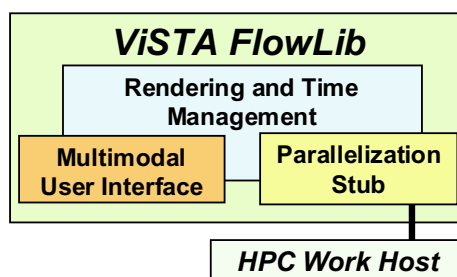 ViSTA FlowLib
Rendering and Time
Management
Multimodal
User Interface
Parallelization
Stub
HPC Work Host